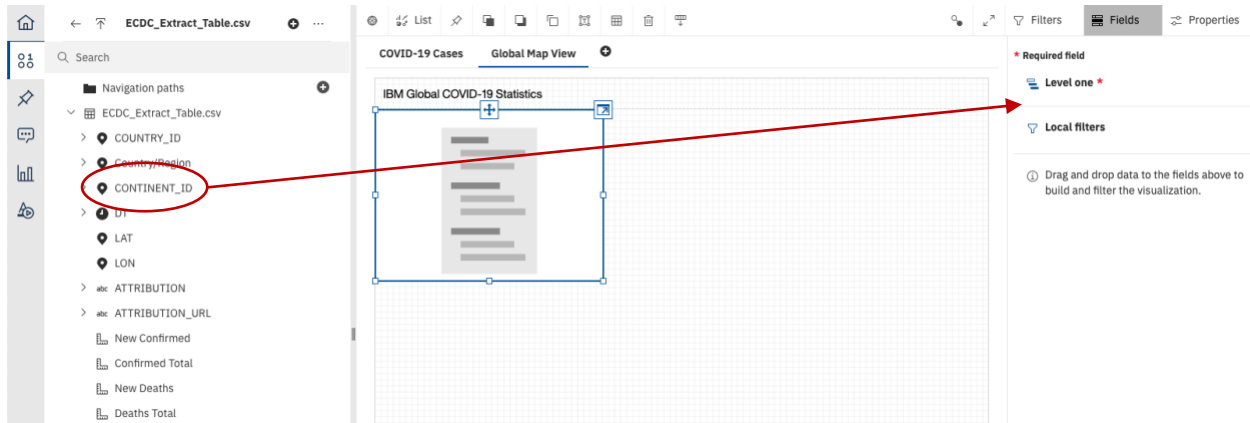 ECDC_Extract_Table.csv
Search
Navigation paths
ECDC_Extract_Table.csv
COUNTRY_ID
Country/Region
CONTINENT_ID
DT
LAT
LON
abc ATTRIBUTION
abc ATTRIBUTION_URL
New Confirmed
Confirmed Total
New Deaths
Deaths Total
List
COVID-19 Cases Global Map View
IBM Global COVID-19 Statistics
Filters Fields Properties
* Required field
Level one *
Local filters
Drag and drop data to the fields above to
build and filter the visualization.